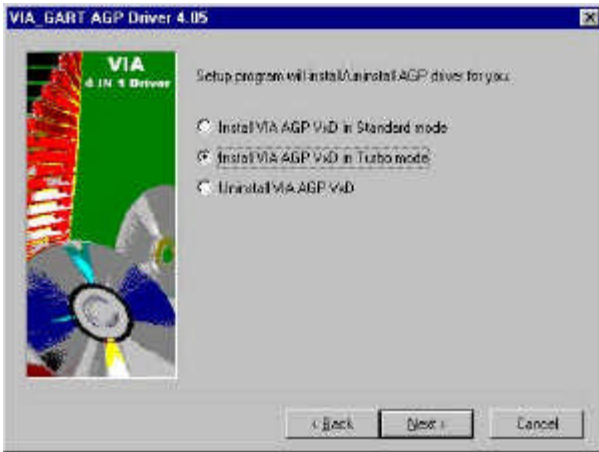 VIA_GART AGP Driver 4.05
VIA
4 IN 1 Driver
Setup program will install/uninstall AGP driver for you.
Install VIA AGP VxD in Standard mode
Install VIA AGP VxD in Turbo mode
Uninstall VIA AGP VxD
< Back
Next >
Cancel